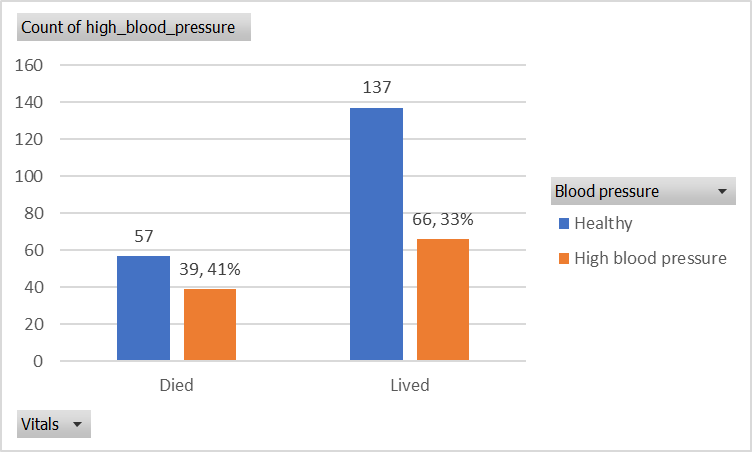 Count of high_blood_pressure
160
140
120
100
80
60
40
20
0
137
57
39, 41%
66, 33%
Died
Lived
Blood pressure
Healthy
High blood pressure
Vitals